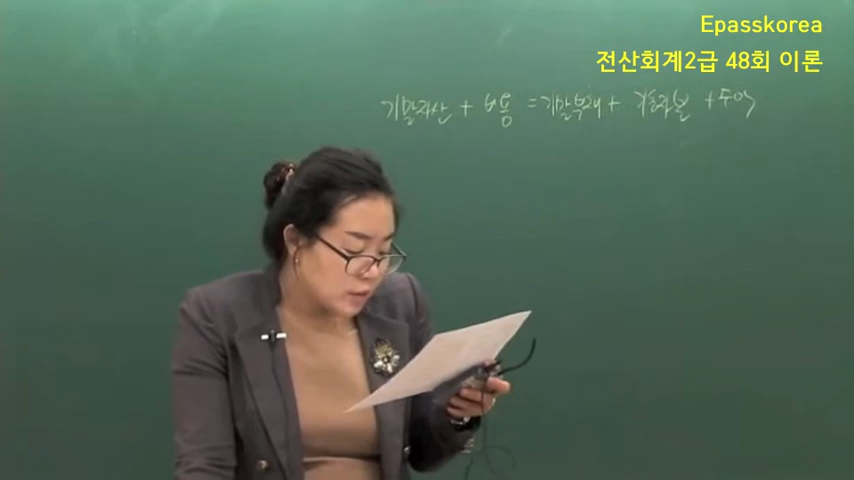 Epasskorea
전산회계2급 48회 이론
기말자산 + 비용 = 기말부채 + 기초자본 + 수익